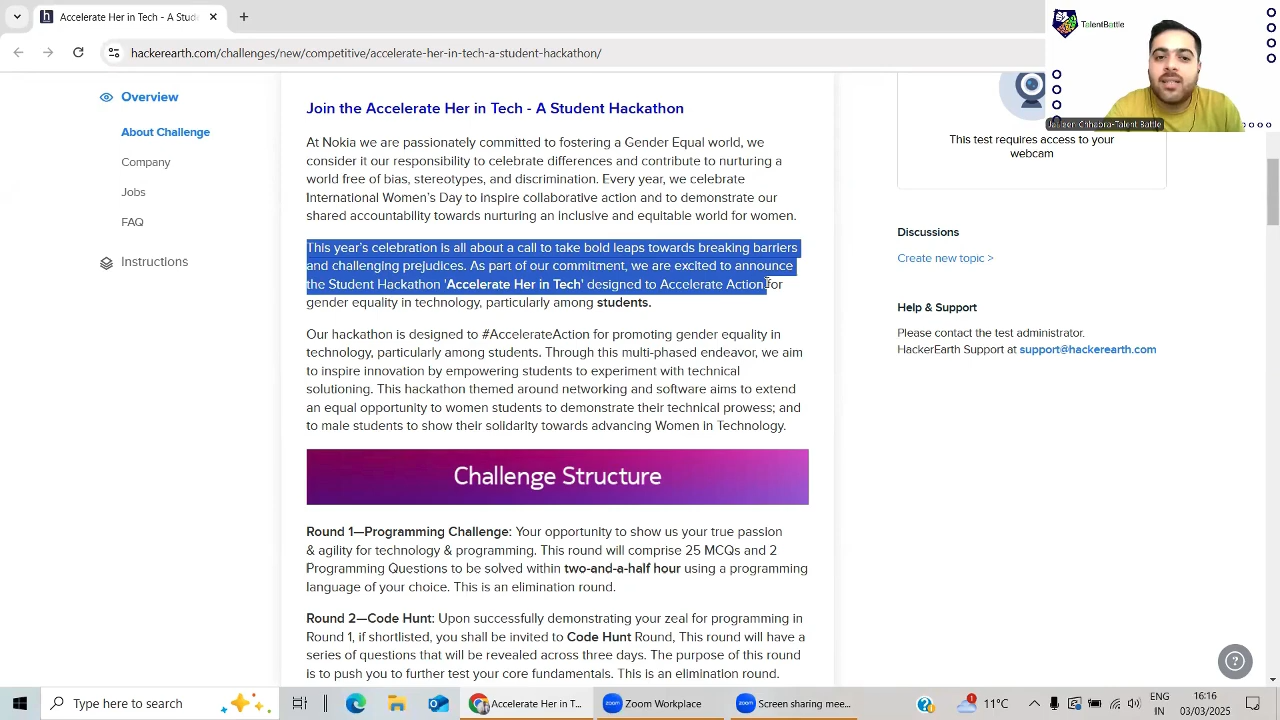 Accelerate Her in Tech - A Stude
hackerearth.com/challenges/new/competitive/accelerate-her-in-tech-a-student-hackathon/
TalentBattle
Talent Battle
Overview
About Challenge
Company
Jobs
FAQ
Instructions
Join the Accelerate Her in Tech - A Student Hackathon
At Nokia we are passionately committed to fostering a Gender Equal world, we
consider it our responsibility to celebrate differences and contribute to nurturing a
world free of bias, stereotypes, and discrimination. Every year, we celebrate
International Women's Day to inspire collaborative action and to demonstrate our
shared accountability towards nurturing an inclusive and equitable world for women.
This year's celebration is all about a call to take bold leaps towards breaking barriers
and challenging prejudices. As part of our commitment, we are excited to announce
the Student Hackathon 'Accelerate Her in Tech' designed to Accelerate Action for
gender equality in technology, particularly among students.
Our hackathon is designed to #AccelerateAction for promoting gender equality in
technology, particularly among students. Through this multi-phased endeavor, we aim
to inspire innovation by empowering students to experiment with technical
solutioning. This hackathon themed around networking and software aims to extend
an equal opportunity to women students to demonstrate their technical prowess; and
to male students to show their solidarity towards advancing Women in Technology.
Challenge Structure
Round 1—Programming Challenge: Your opportunity to show us your true passion
& agility for technology & programming. This round will comprise 25 MCQs and 2
Programming Questions to be solved within two-and-a-half hour using a programming
language of your choice. This is an elimination round.
Round 2—Code Hunt: Upon successfully demonstrating your zeal for programming in
Round 1, if shortlisted, you shall be invited to Code Hunt Round, This round will have a
series of questions that will be revealed across three days. The purpose of this round
is to push you to further test your core fundamentals. This is an elimination round.
This test requires access to your
webcam
Discussions
Create new topic >
Help & Support
Please contact the test administrator.
HackerEarth Support at support@hackerearth.com
Type here to search
Accelerate Her in T...
Zoom Workplace
Screen sharing mee...
11°C
ENG
IN
16:16
03/03/2025